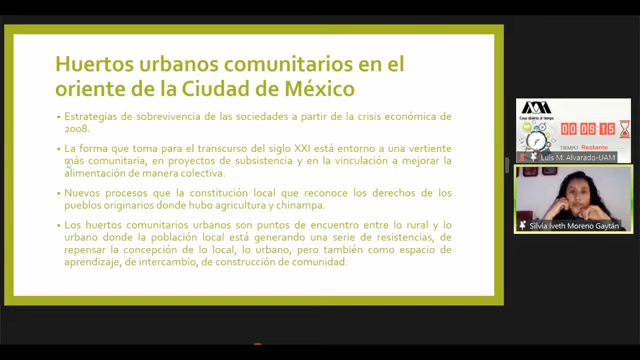 Huertos urbanos comunitarios en el
oriente de la Ciudad de México
Estrategias de sobrevivencia de las sociedades a partir de la crisis económica de
2008.
La forma que toma para el transcurso del siglo XXI está entorno a una vertiente
más comunitaria, en proyectos de subsistencia y en la vinculación a mejorar la
alimentación de manera colectiva.
Nuevos procesos que la constitución local que reconoce los derechos de los
pueblos originarios donde hubo agricultura y chinampa.
Los huertos comunitarios urbanos son puntos de encuentro entre lo rural y lo
urbano donde la población local está generando una serie de resistencias, de
repensar la concepción de lo local, lo urbano, pero también como espacio de
aprendizaje, de intercambio, de construcción de comunidad.
Casa abierta al tiempo
00:09:15
TIEMPO Restante
Luis M. Alvarado-UAM
Silvia Iveth Moreno Gaytán